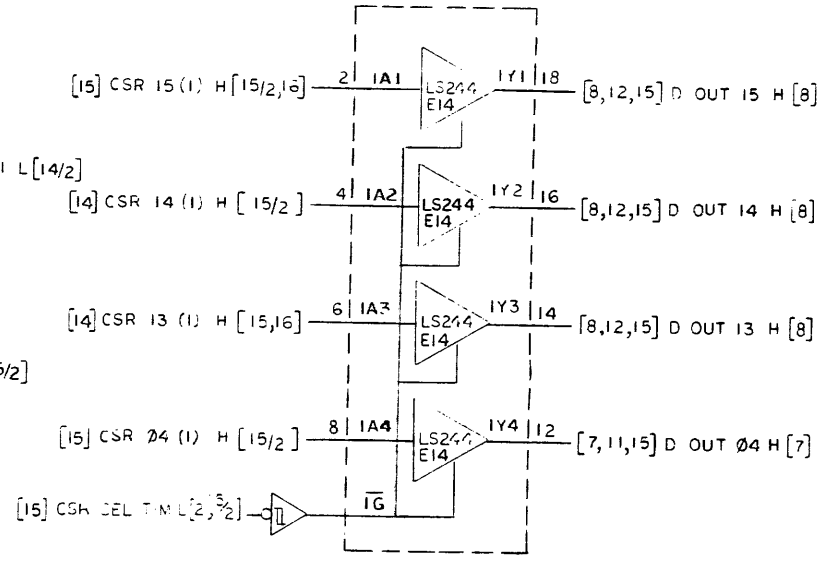 [15] CSR 15 (1) H [15/2,16] 2 1A1 LS244 E14 1Y1 18 [8,12,15] D OUT 15 H [8]
1 L [14/2]
[14] CSR 14 (1) H [15/2] 4 1A2 LS244 E14 1Y2 16 [8,12,15] D OUT 14 H [8]
[14] CSR 13 (1) H [15,16] 6 1A3 LS244 E14 1Y3 14 [8,12,15] D OUT 13 H [8]
/2]
[15] CSR Ø4 (1) H [15/2] 8 1A4 LS244 E14 1Y4 12 [7,11,15] D OUT Ø4 H [7]
[15] CSR L 1G